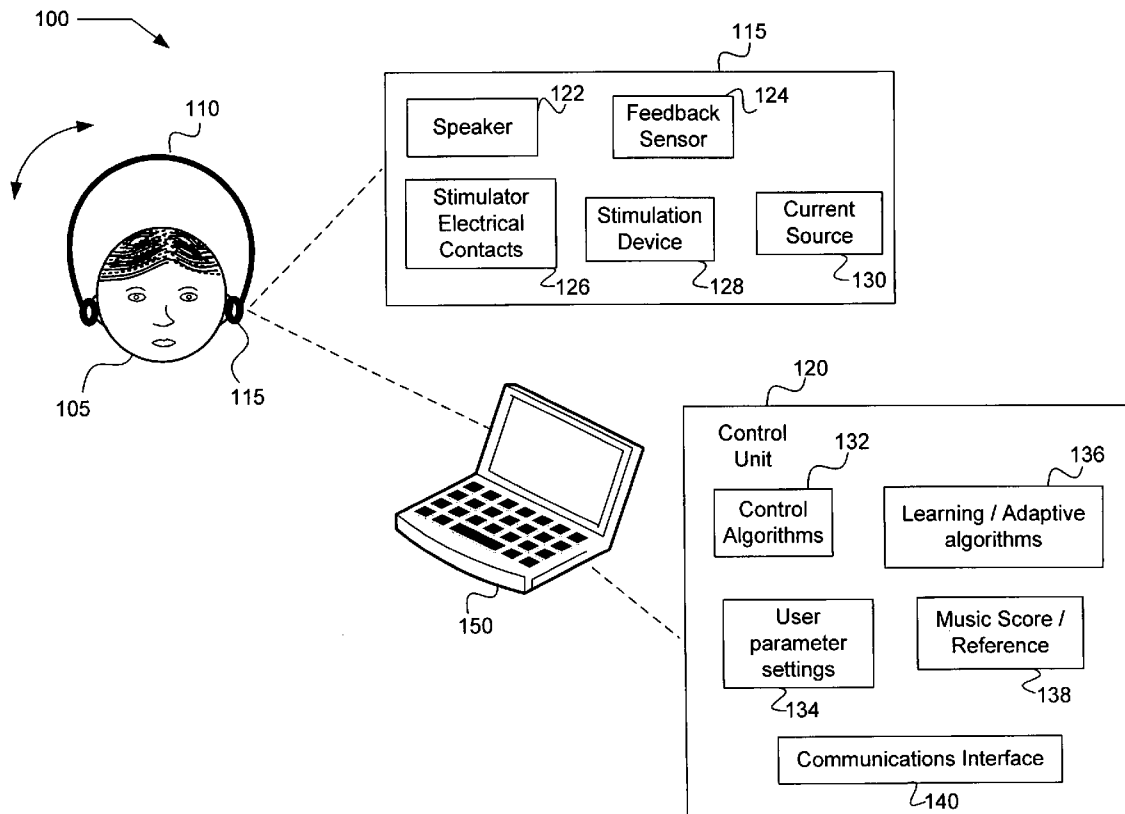 100
115
110
122
124
Speaker
Feedback
Sensor
Stimulator
Electrical
Contacts
Stimulation
Device
Current
Source
126
128
130
105
115
120
Control
Unit
132
136
Control
Algorithms
Learning / Adaptive
algorithms
150
User
parameter
settings
Music Score /
Reference
134
138
Communications Interface
140